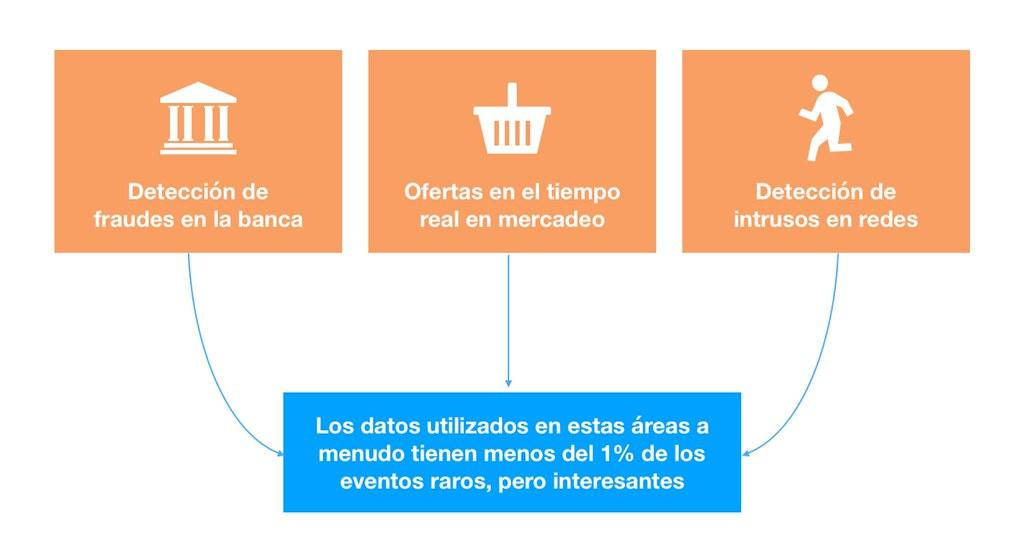 Detección de
fraudes en la banca
Ofertas en el tiempo
real en mercadeo
Detección de
intrusos en redes
Los datos utilizados en estas áreas a
menudo tienen menos del 1% de los
eventos raros, pero interesantes